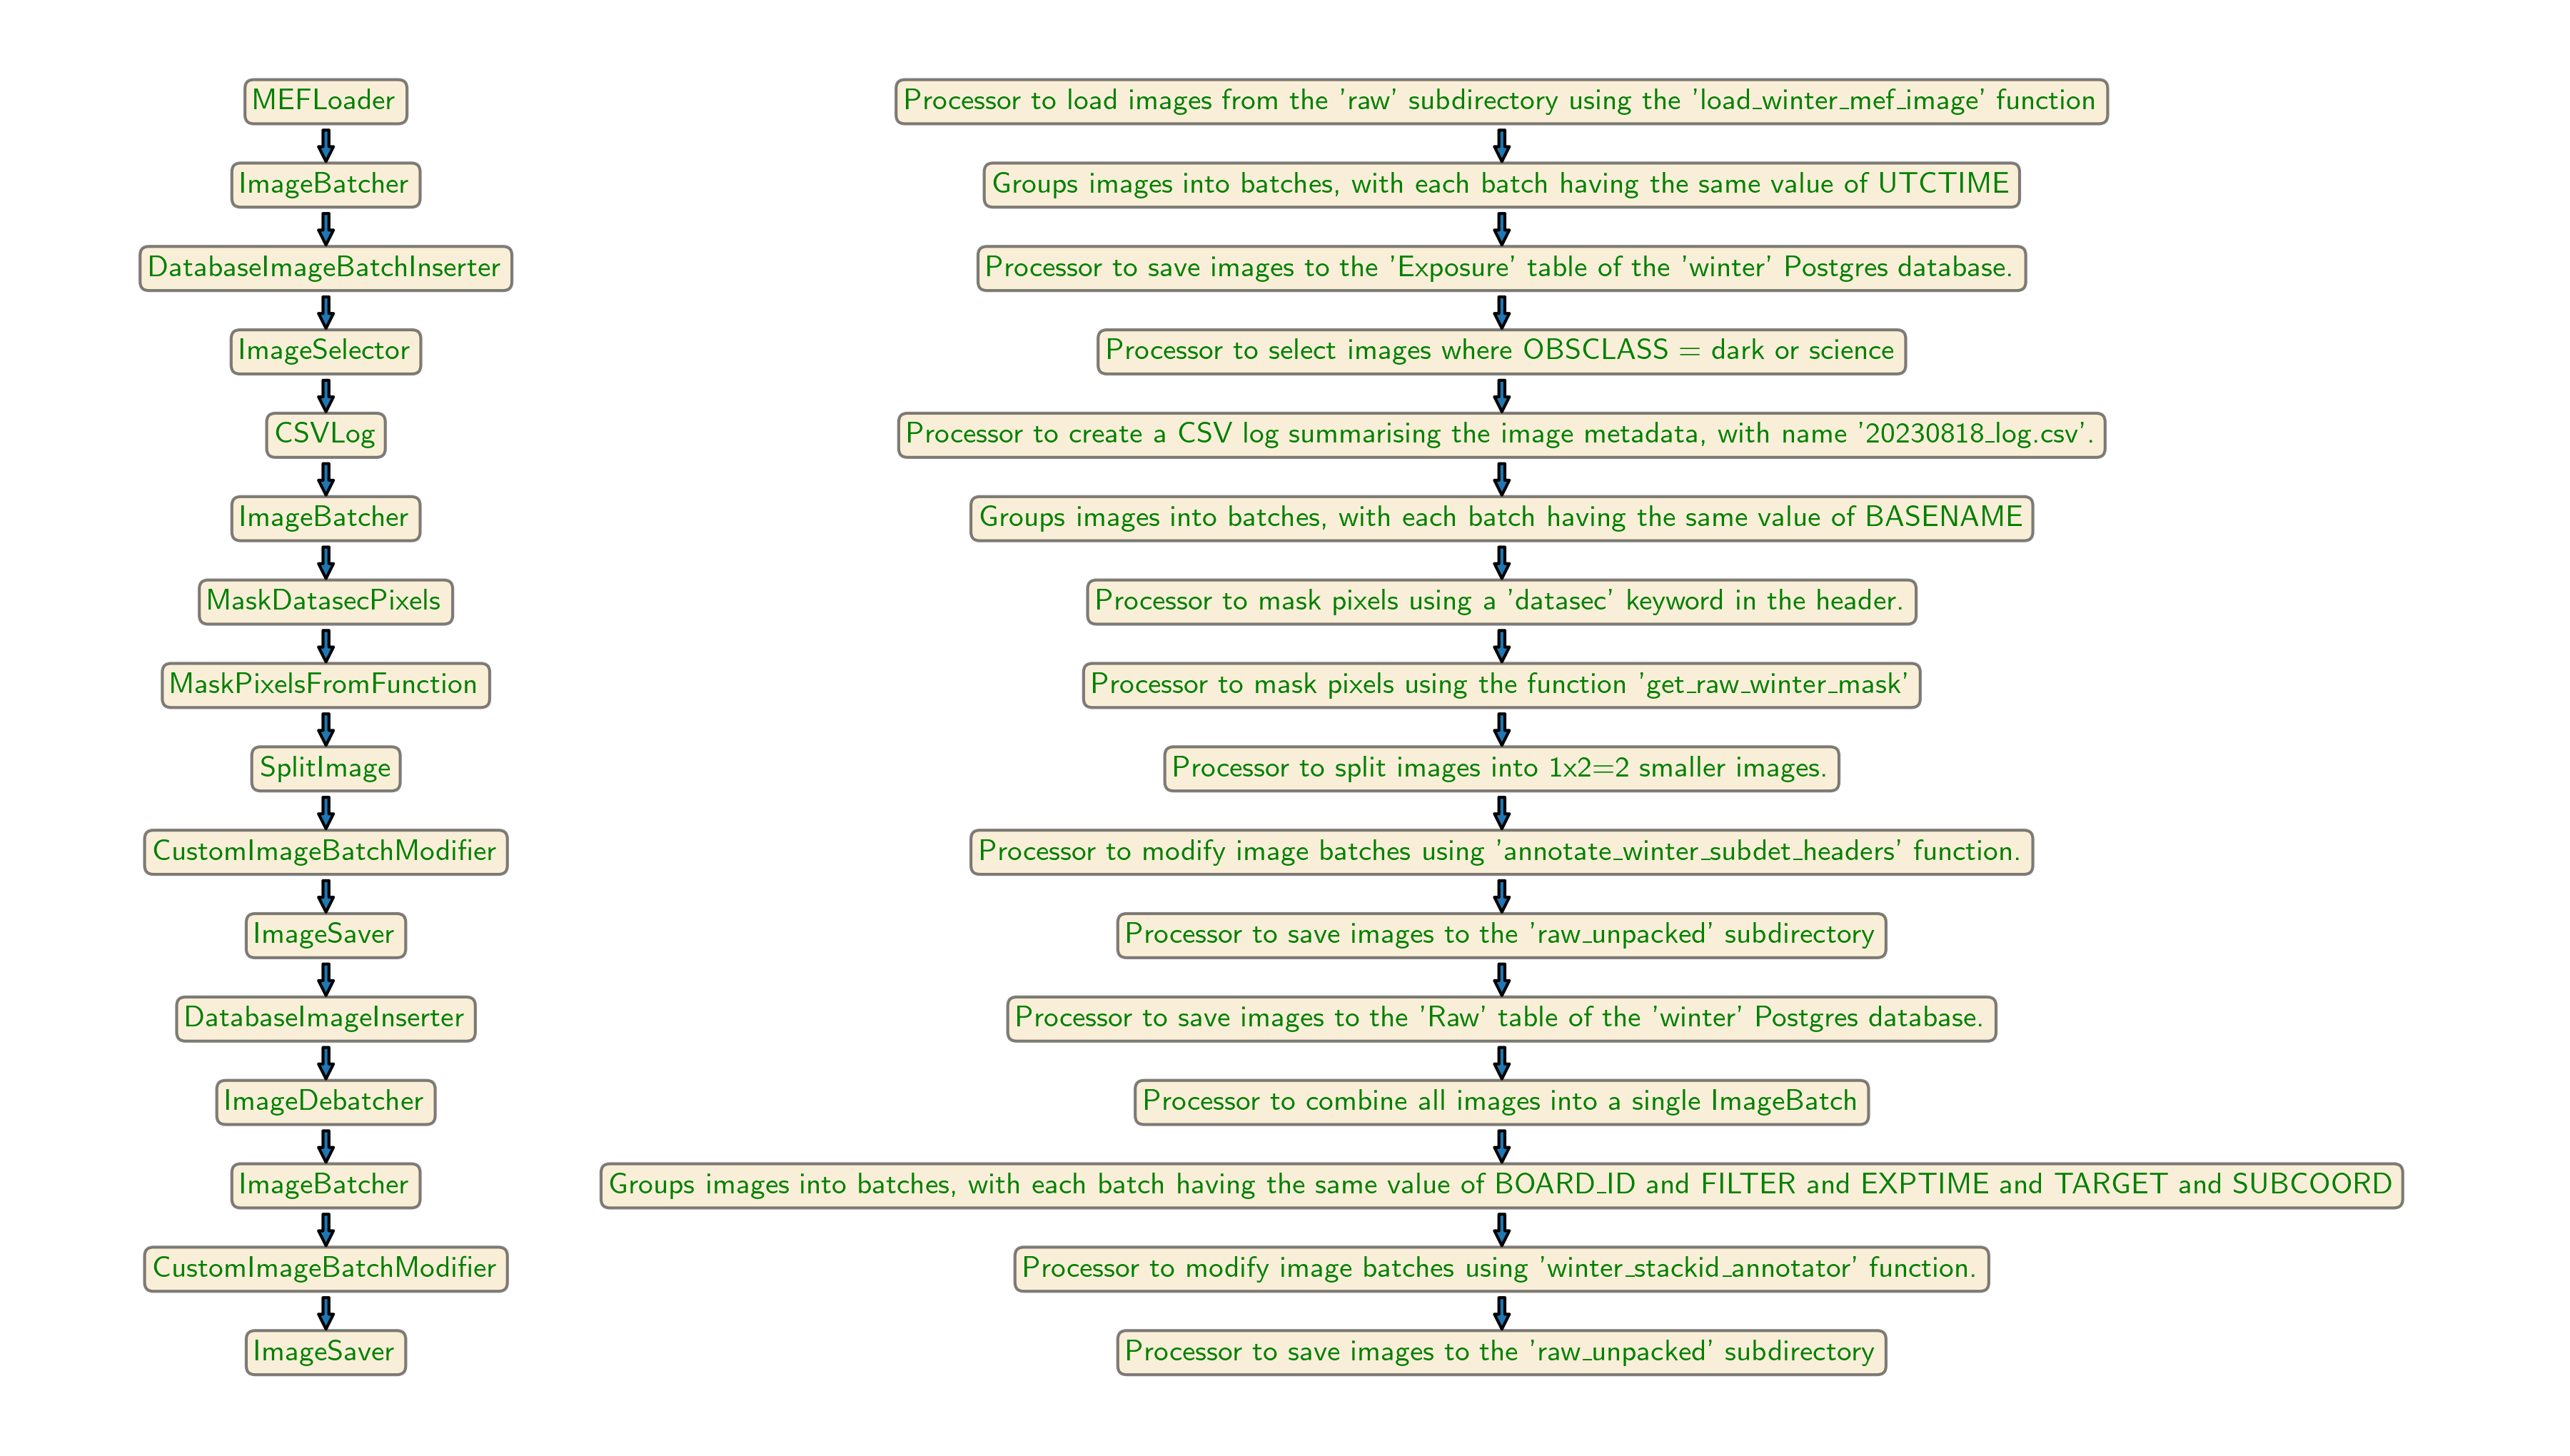 MEFLoader
Processor to load images from the 'raw' subdirectory using the 'load_winter_mef_image' function
ImageBatcher
Groups images into batches, with each batch having the same value of UTCTIME
DatabaseImageBatchInserter
Processor to save images to the 'Exposure' table of the 'winter' Postgres database.
ImageSelector
Processor to select images where OBSCLASS = dark or science
CSVLog
Processor to create a CSV log summarising the image metadata, with name '20230818_log.csv'.
ImageBatcher
Groups images into batches, with each batch having the same value of BASENAME
MaskDatasecPixels
Processor to mask pixels using a 'datasec' keyword in the header.
MaskPixelsFromFunction
Processor to mask pixels using the function 'get_raw_winter_mask'
SplitImage
Processor to split images into 1x2=2 smaller images.
CustomImageBatchModifier
Processor to modify image batches using 'annotate_winter_subdet_headers' function.
ImageSaver
Processor to save images to the 'raw_unpacked' subdirectory
DatabaseImageInserter
Processor to save images to the 'Raw' table of the 'winter' Postgres database.
ImageDebatcher
Processor to combine all images into a single ImageBatch
ImageBatcher
Groups images into batches, with each batch having the same value of BOARD_ID and FILTER and EXPTIME and TARGET and SUBCOORD
CustomImageBatchModifier
Processor to modify image batches using 'winter_stackid_annotator' function.
ImageSaver
Processor to save images to the 'raw_unpacked' subdirectory